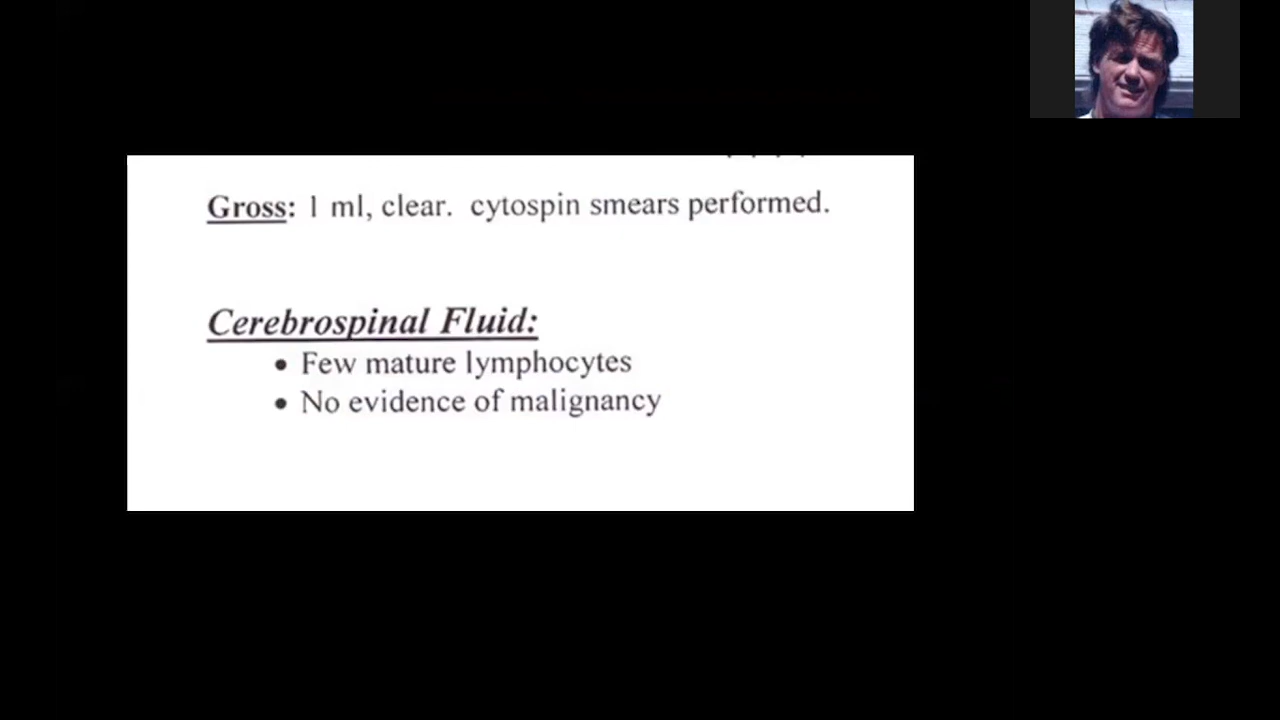 Gross: 1 ml, clear. cytospin smears performed.
Cerebrospinal Fluid:
• Few mature lymphocytes
• No evidence of malignancy